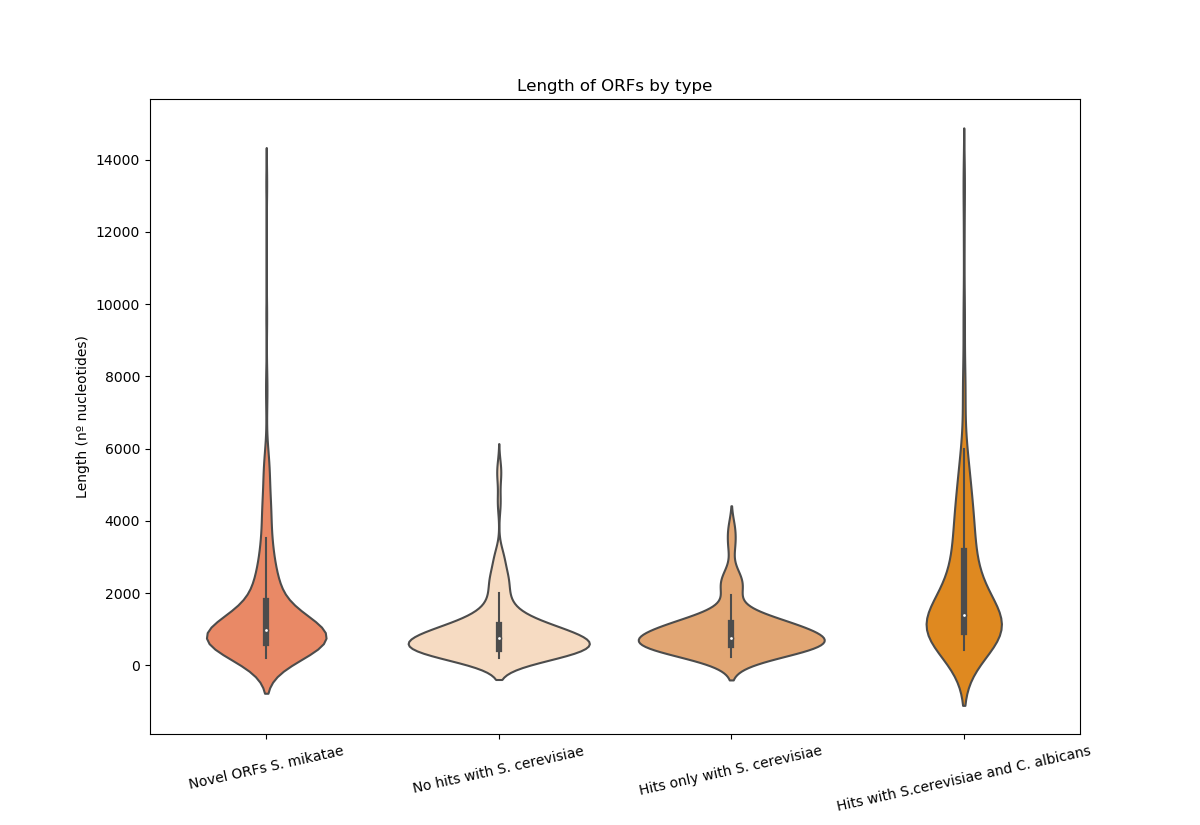 Length of ORFs by type
14000
12000
10000
8000
6000
4000
2000
0
Length (nº nucleotides)
Novel ORFs S. mikatae
No hits with S. cerevisiae
Hits only with S. cerevisiae
Hits with S.cerevisiae and C. albicans